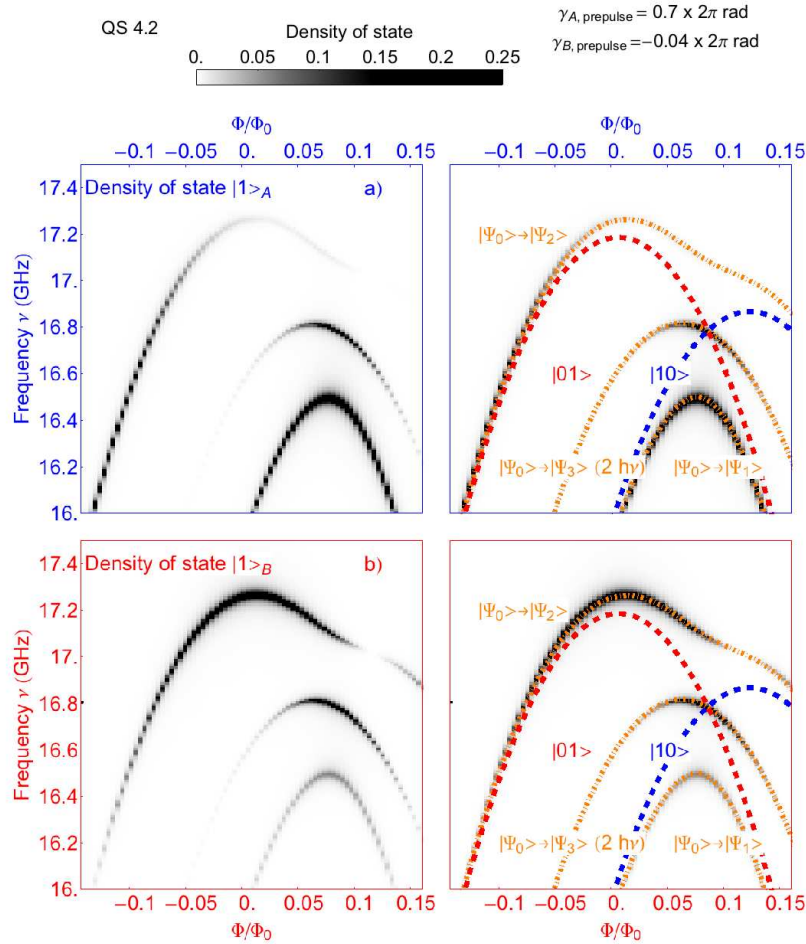 QS 4.2
Density of state
0. 0.10 0.15 0.20 0.25
γA, prepulse = 0.7 x 2π rad
γB, prepulse =−0.04 x 2π rad
Φ/Φ0
−0.1 −0.05 0. 0.05 0.1 0.15
Φ/Φ0
−0.1 −0.05 0. 0.05 0.1 0.15
Frequency ν (GHz)
17.4
17.2
17.
16.8
16.6
16.4
16.2
16.
Density of state |1>A a)
|Ψ0>→|Ψ2>
|01>
|10>
|Ψ0>→|Ψ3> (2 hν)
|Ψ0>→|Ψ1>
Frequency ν (GHz)
17.4
17.2
17.
16.8
16.6
16.4
16.2
16.
Density of state |1>B b)
|Ψ0>→|Ψ2>
|01>
|10>
|Ψ0>→|Ψ3> (2 hν)
|Ψ0>→|Ψ1>
−0.1 −0.05 0. 0.05 0.1 0.15
Φ/Φ0
−0.1 −0.05 0. 0.05 0.1 0.15
Φ/Φ0